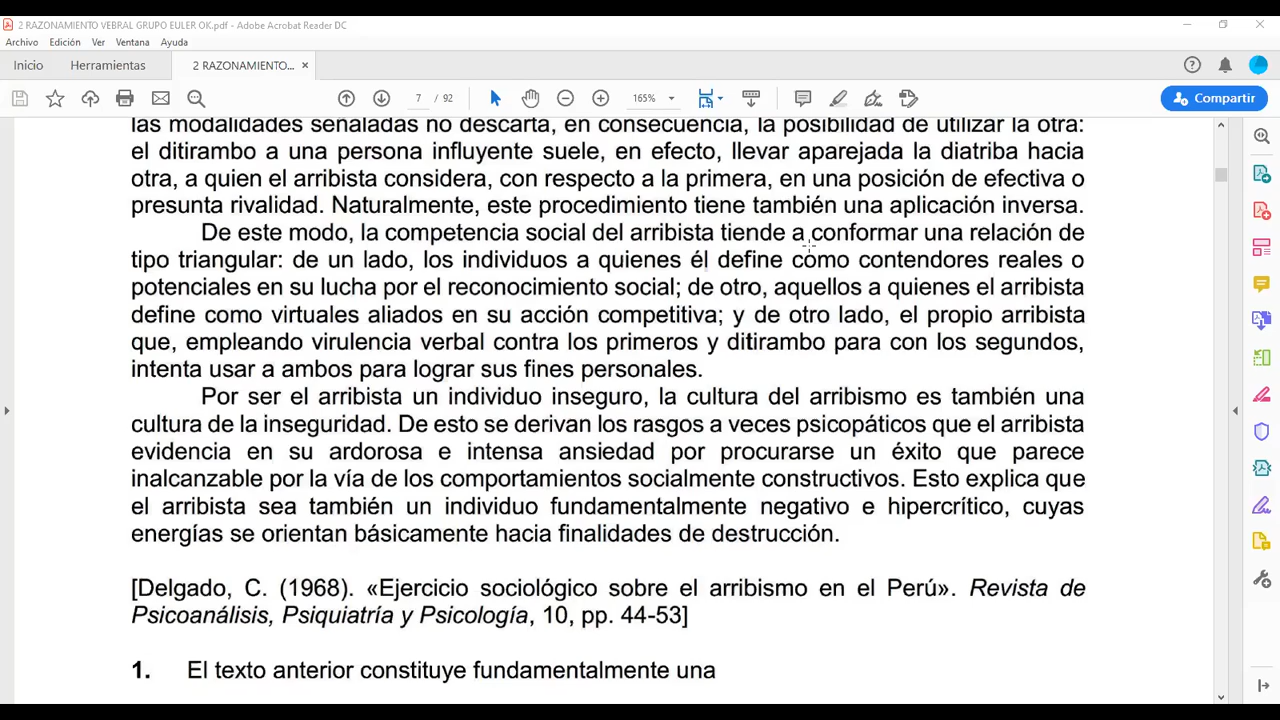 2 RAZONAMIENTO VEBRAL GRUPO EULER OK.pdf - Adobe Acrobat Reader DC
Archivo Edición Ver Ventana Ayuda
Inicio Herramientas 2 RAZONAMIENTO... ×
7 / 92 165% Compartir
las modalidades señaladas no descarta, en consecuencia, la posibilidad de utilizar la otra:
el ditirambo a una persona influyente suele, en efecto, llevar aparejada la diatriba hacia
otra, a quien el arribista considera, con respecto a la primera, en una posición de efectiva o
presunta rivalidad. Naturalmente, este procedimiento tiene también una aplicación inversa.
De este modo, la competencia social del arribista tiende a conformar una relación de
tipo triangular: de un lado, los individuos a quienes él define como contendores reales o
potenciales en su lucha por el reconocimiento social; de otro, aquellos a quienes el arribista
define como virtuales aliados en su acción competitiva; y de otro lado, el propio arribista
que, empleando virulencia verbal contra los primeros y ditirambo para con los segundos,
intenta usar a ambos para lograr sus fines personales.
Por ser el arribista un individuo inseguro, la cultura del arribismo es también una
cultura de la inseguridad. De esto se derivan los rasgos a veces psicopáticos que el arribista
evidencia en su ardorosa e intensa ansiedad por procurarse un éxito que parece
inalcanzable por la vía de los comportamientos socialmente constructivos. Esto explica que
el arribista sea también un individuo fundamentalmente negativo e hipercrítico, cuyas
energías se orientan básicamente hacia finalidades de destrucción.
[Delgado, C. (1968). «Ejercicio sociológico sobre el arribismo en el Perú». Revista de
Psicoanálisis, Psiquiatría y Psicología, 10, pp. 44-53]
1. El texto anterior constituye fundamentalmente una